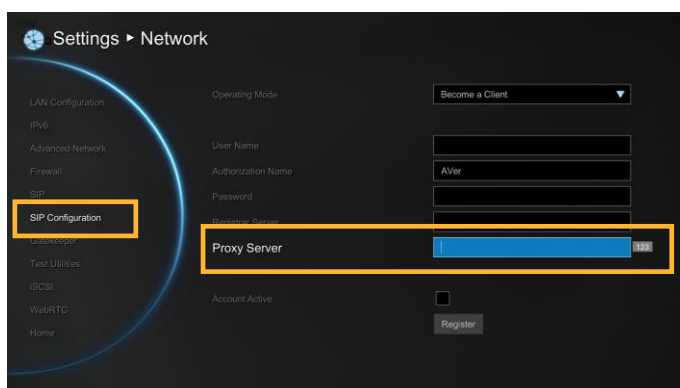 Settings ▸ Network
LAN Configuration
IPv6
Advanced Network
Firewall
SIP
SIP Configuration
Gatekeeper
Test Utilities
iSCSI
WebRTC
Home
Operating Mode
Become a Client
User Name
Authorization Name
AVer
Password
Registrar Server
Proxy Server
123
Account Active
Register